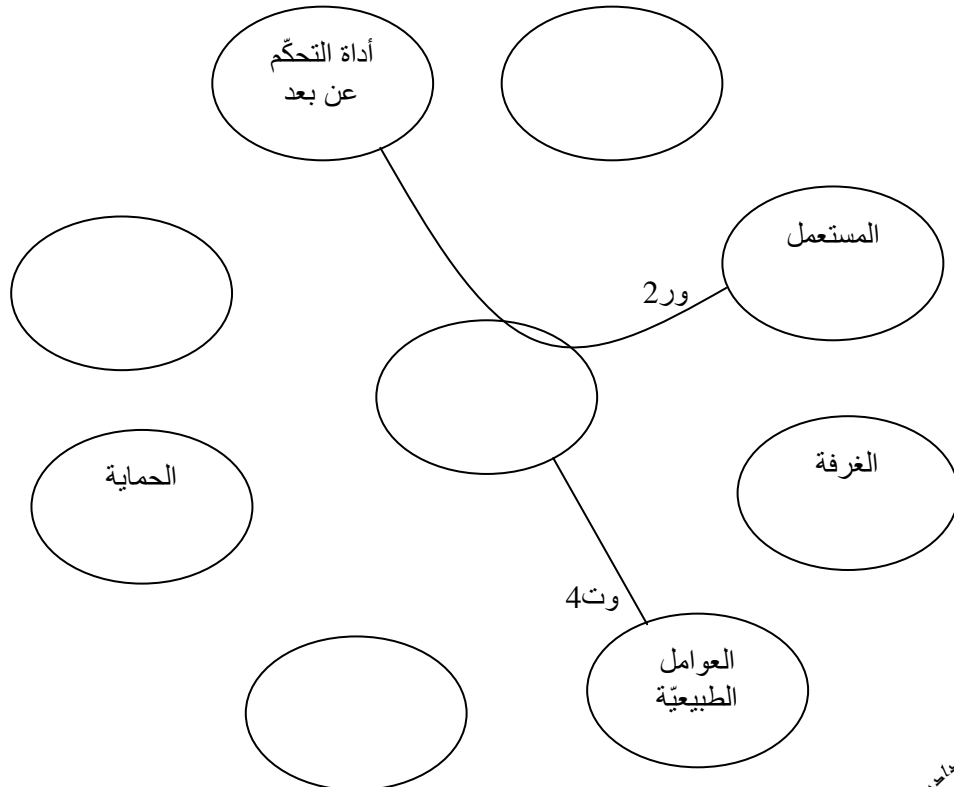 أداة التحكّم
عن بعد
المستعمل
ور2
الغرفة
الحماية
وت4
العوامل
الطبيعيّة